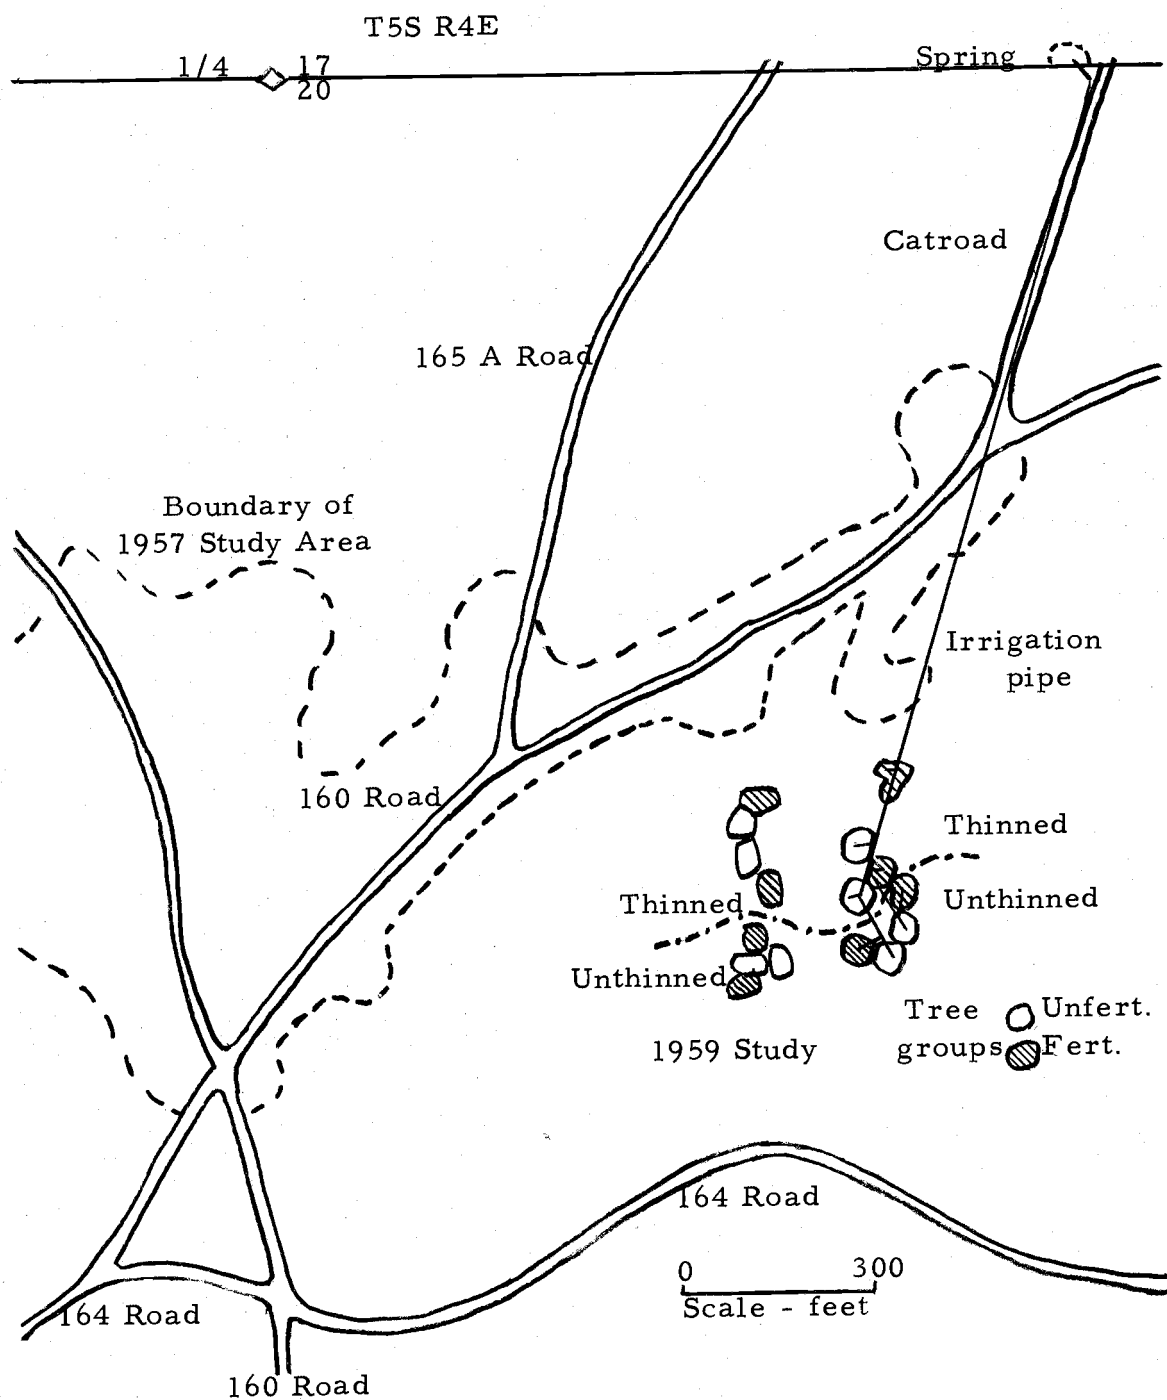 T5S R4E
1/4 17
20
Spring
Catroad
165 A Road
Boundary of
1957 Study Area
Irrigation
pipe
160 Road
Thinned
Thinned
Unthinned
Unthinned
Tree Unfert.
groups Fert.
1959 Study
164 Road
0 300
Scale - feet
164 Road
160 Road